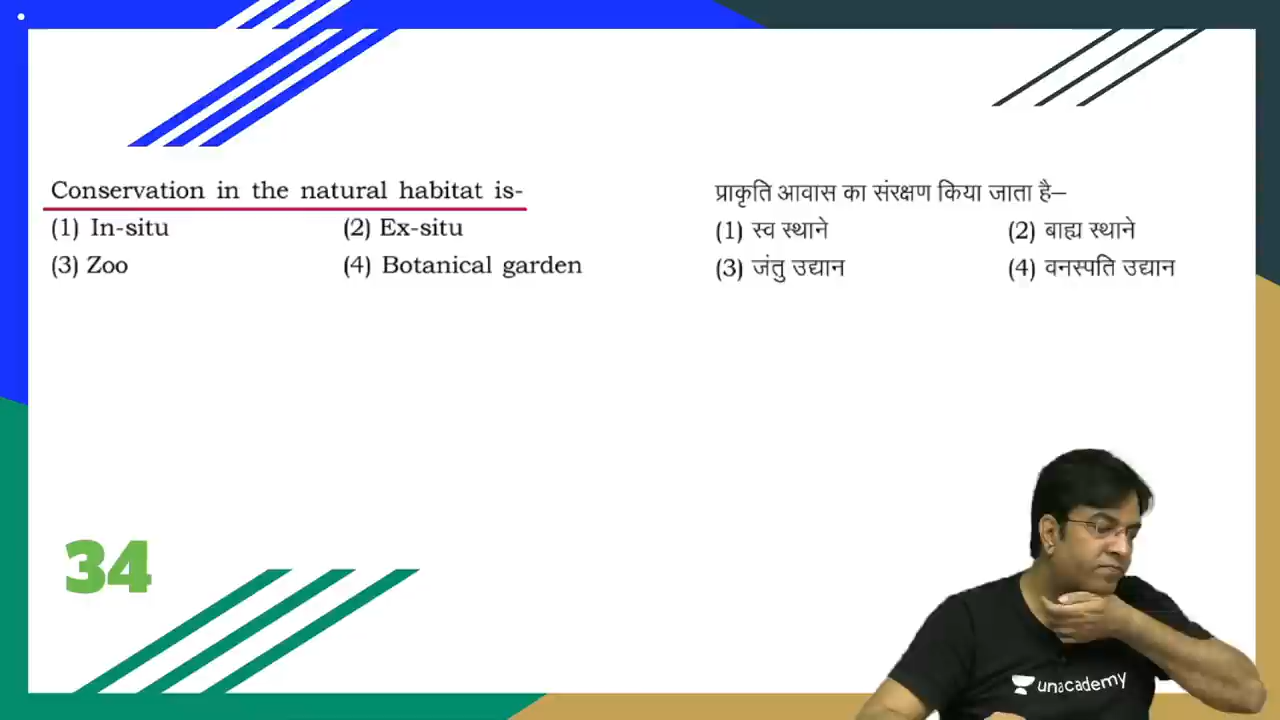 Conservation in the natural habitat is-
(1) In-situ (2) Ex-situ
(3) Zoo (4) Botanical garden
प्राकृति आवास का संरक्षण किया जाता है–
(1) स्व स्थाने (2) बाह्य स्थाने
(3) जंतु उद्यान (4) वनस्पति उद्यान
34
unacademy